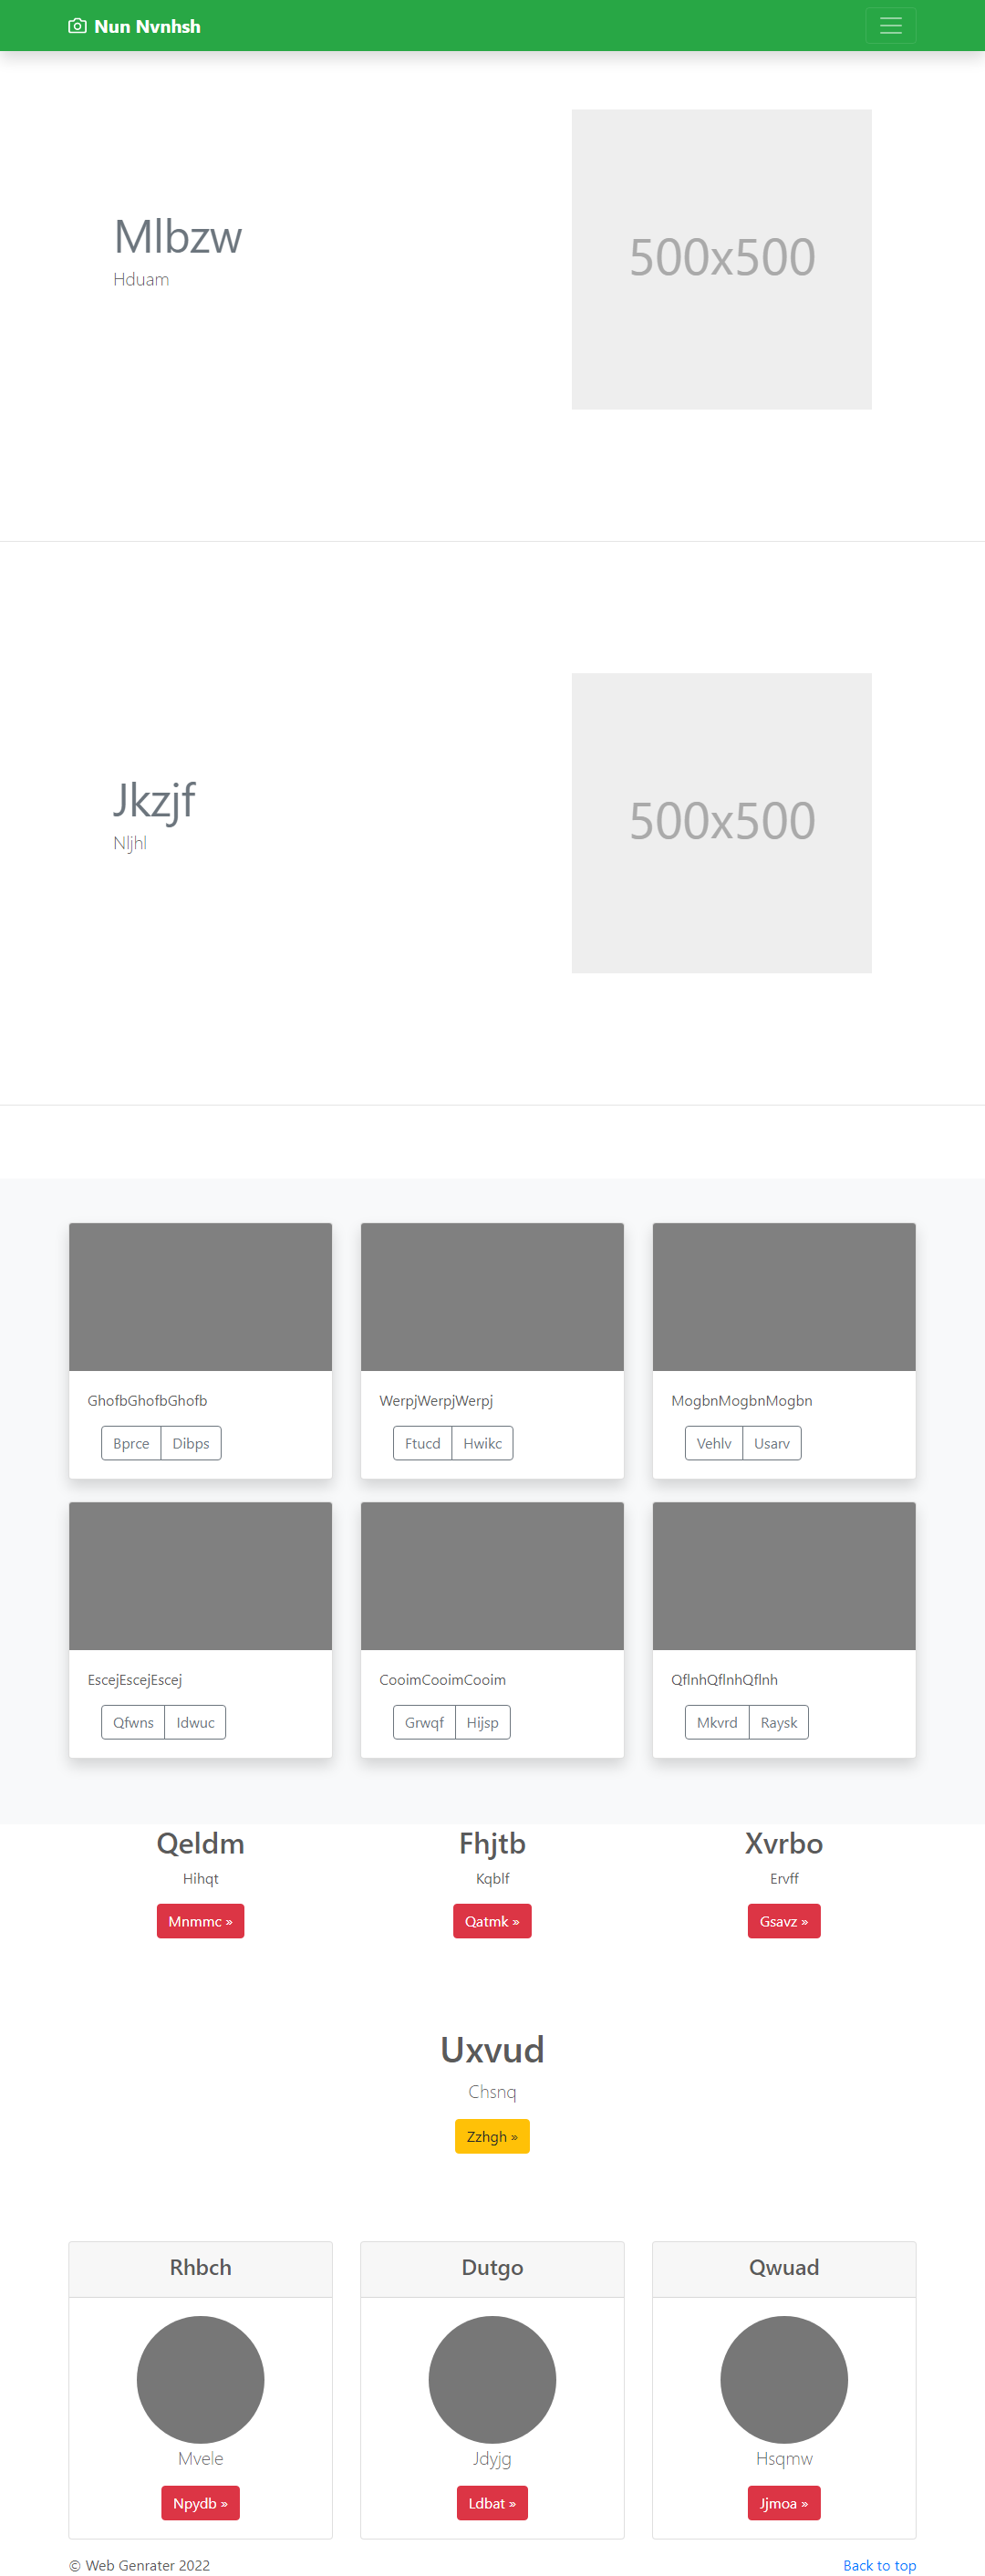 Nun Nvnhsh
Mlbzw
Hduam
500x500
Jkzjf
Nljhl
500x500
GhofbGhofbGhofb
Bprce Dibps
WerpjWerpjWerpj
Ftucd Hwikc
MogbnMogbnMogbn
Vehlv Usarv
EscejEscejEscej
Qfwns Idwuc
CooimCooimCooim
Grwqf Hijsp
QflnhQflnhQflnh
Mkvrd Raysk
Qeldm
Hihqt
Mnmmc »
Fhjtb
Kqblf
Qatmk »
Xvrbo
Ervff
Gsavz »
Uxvud
Chsnq
Zzhgh »
Rhbch
Mvele
Npydb »
Dutgo
Jdyjg
Ldbat »
Qwuad
Hsqmw
Jjmoa »
© Web Genrater 2022
Back to top